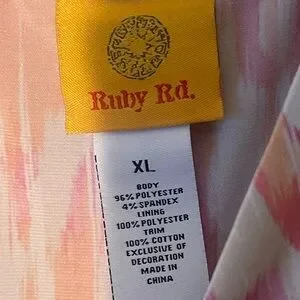 Ruby Rd.
XL
BODY
96% POLYESTER
4% SPANDEX
LINING
100% POLYESTER
TRIM
100% COTTON
EXCLUSIVE OF
DECORATION
MADE IN
CHINA